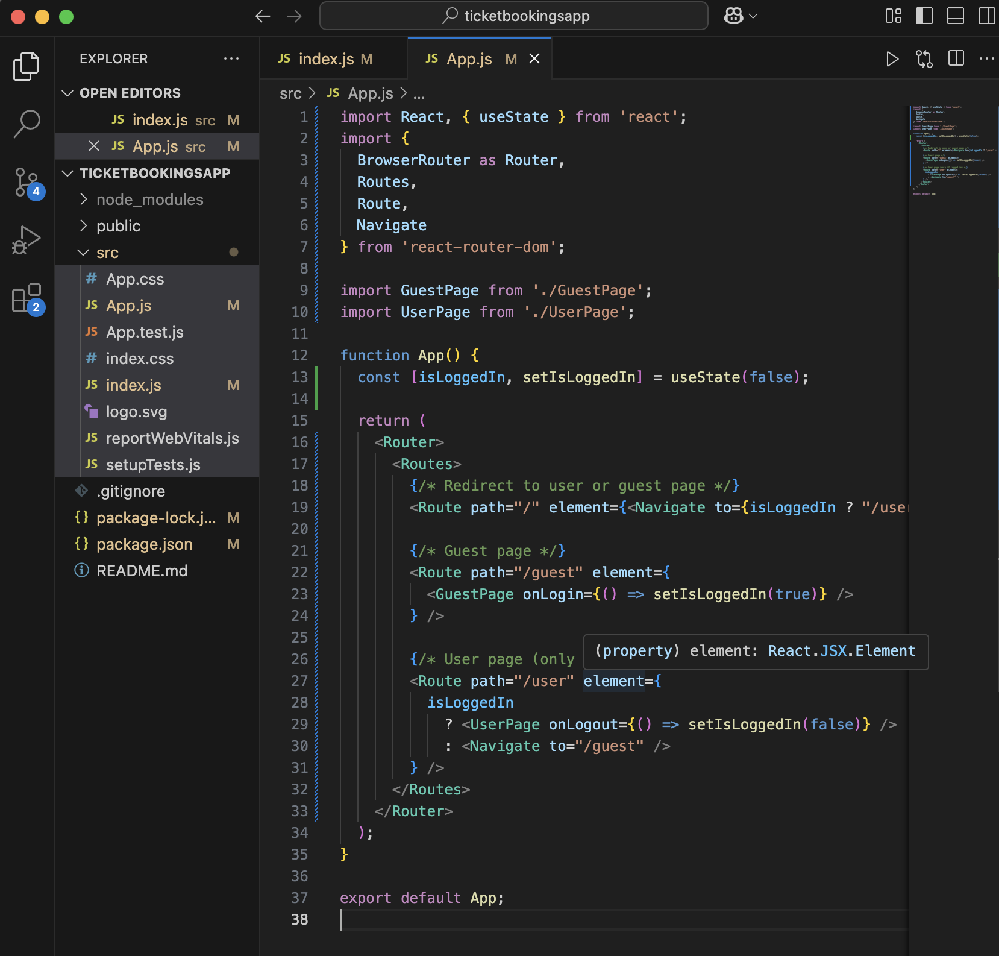 ticketbookingsapp
EXPLORER
OPEN EDITORS
JS index.js src M
JS App.js src M
TICKETBOOKINGSAPP
node_modules
public
src
# App.css
JS App.js M
JS App.test.js
# index.css
JS index.js M
logo.svg
JS reportWebVitals.js
JS setupTests.js
.gitignore
{} package-lock.j... M
{} package.json M
README.md
4
2
JS index.js M
JS App.js M
src > JS App.js > ...
1 import React, { useState } from 'react';
2 import {
3 BrowserRouter as Router,
4 Routes,
5 Route,
6 Navigate
7 } from 'react-router-dom';
8
9 import GuestPage from './GuestPage';
10 import UserPage from './UserPage';
11
12 function App() {
13 const [isLoggedIn, setIsLoggedIn] = useState(false);
14
15 return (
16 <Router>
17 <Routes>
18 {/* Redirect to user or guest page */}
19 <Route path="/" element={<Navigate to={isLoggedIn ? "/user
20
21 {/* Guest page */}
22 <Route path="/guest" element={
23 <GuestPage onLogin={() => setIsLoggedIn(true)} />
24 } />
25
26 {/* User page (only
(property) element: React.JSX.Element
27 <Route path="/user" element={
28 isLoggedIn
29 ? <UserPage onLogout={() => setIsLoggedIn(false)} />
30 : <Navigate to="/guest" />
31 } />
32 </Routes>
33 </Router>
34 );
35 }
36
37 export default App;
38